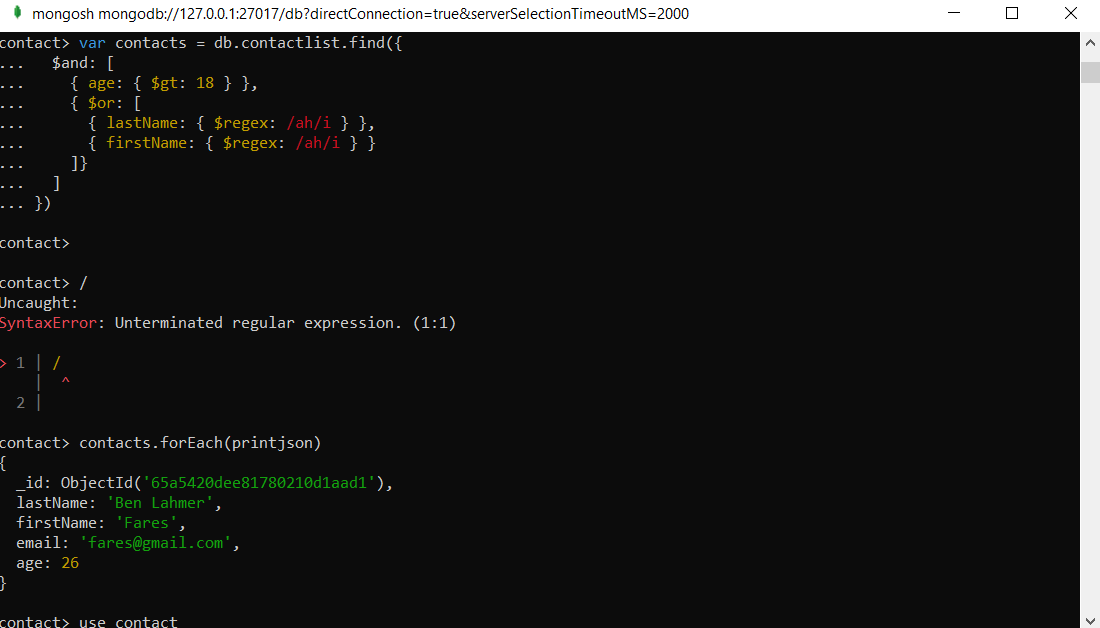 mongosh mongodb://127.0.0.1:27017/db?directConnection=true&serverSelectionTimeoutMS=2000
contact> var contacts = db.contactlist.find({
...   $and: [
...     { age: { $gt: 18 } },
...     { $or: [
...       { lastName: { $regex: /ah/i } },
...       { firstName: { $regex: /ah/i } }
...     ]}
...   ]
... })
contact>
contact> /
Uncaught:
SyntaxError: Unterminated regular expression. (1:1)
> 1 | /
    |  ^
  2 |
contact> contacts.forEach(printjson)
{
  _id: ObjectId('65a5420dee81780210d1aad1'),
  lastName: 'Ben Lahmer',
  firstName: 'Fares',
  email: 'fares@gmail.com',
  age: 26
}
contact> use contact